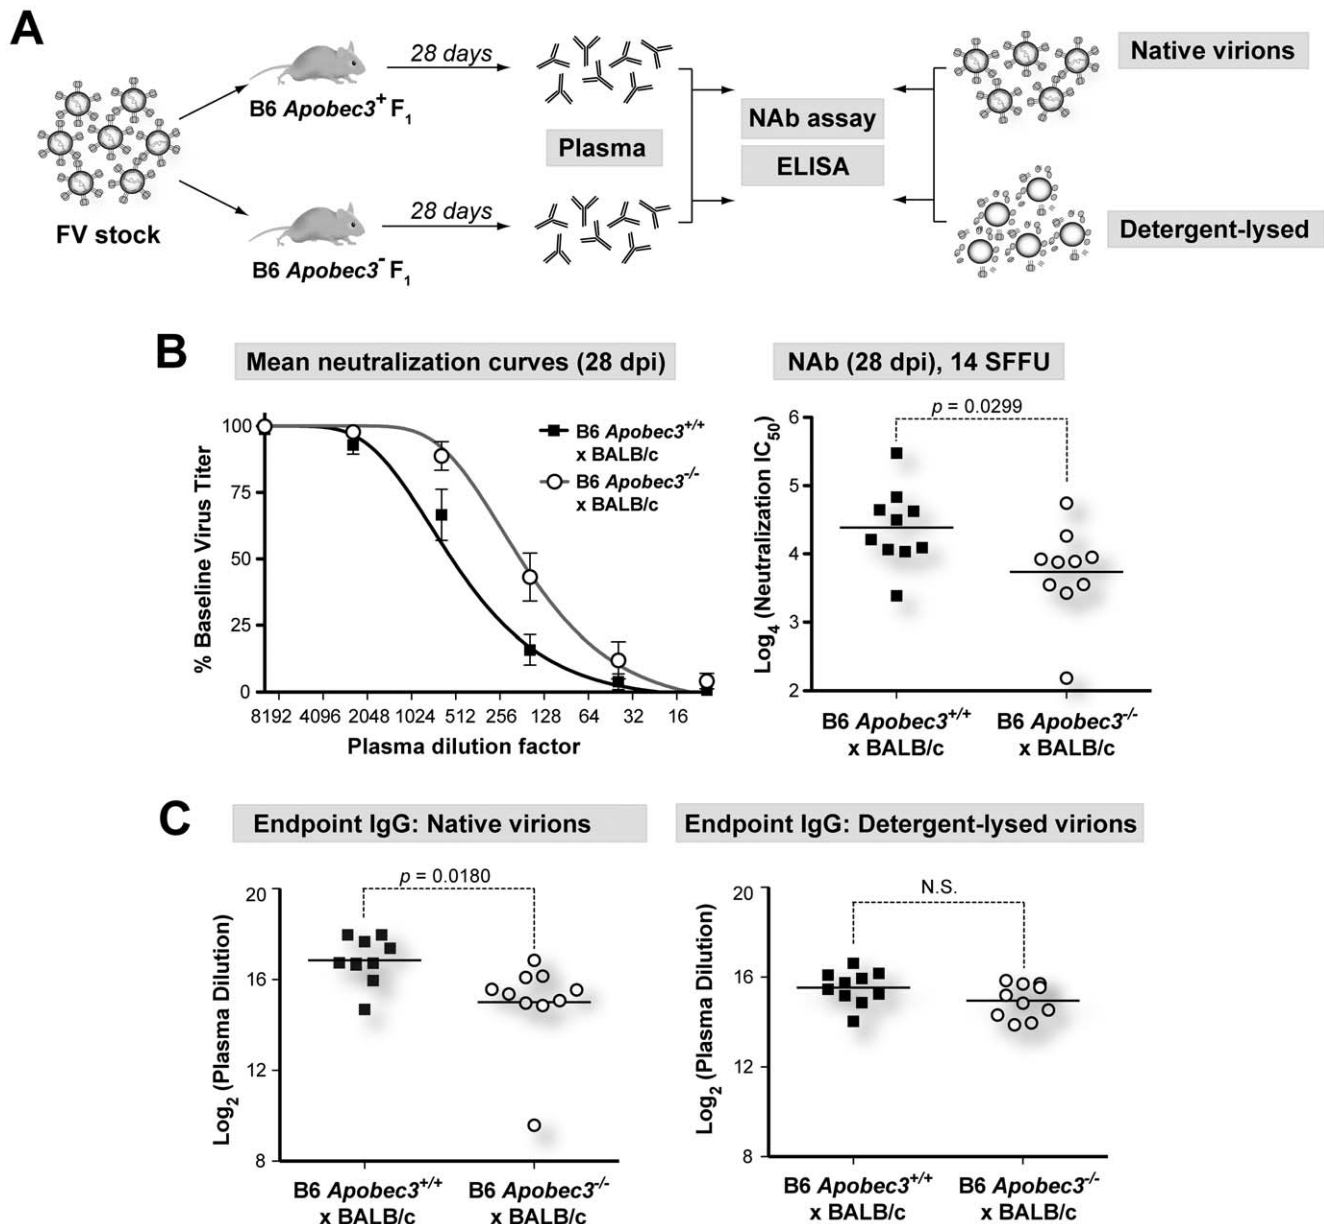 A
FV stock
B6 Apobec3+ F1
28 days
B6 Apobec3- F1
28 days
Plasma
NAb assay
ELISA
Native virions
Detergent-lysed
B
Mean neutralization curves (28 dpi)
% Baseline Virus Titer
100
75
50
25
0
8192 4096 2048 1024 512 256 128 64 32 16
Plasma dilution factor
B6 Apobec3+/+
x BALB/c
B6 Apobec3-/-
x BALB/c
NAb (28 dpi), 14 SFFU
p = 0.0299
Log4 (Neutralization IC50)
6
5
4
3
2
B6 Apobec3+/+
x BALB/c
B6 Apobec3-/-
x BALB/c
C
Endpoint IgG: Native virions
p = 0.0180
Log2 (Plasma Dilution)
20
16
12
8
B6 Apobec3+/+
x BALB/c
B6 Apobec3-/-
x BALB/c
Endpoint IgG: Detergent-lysed virions
N.S.
Log2 (Plasma Dilution)
20
16
12
8
B6 Apobec3+/+
x BALB/c
B6 Apobec3-/-
x BALB/c